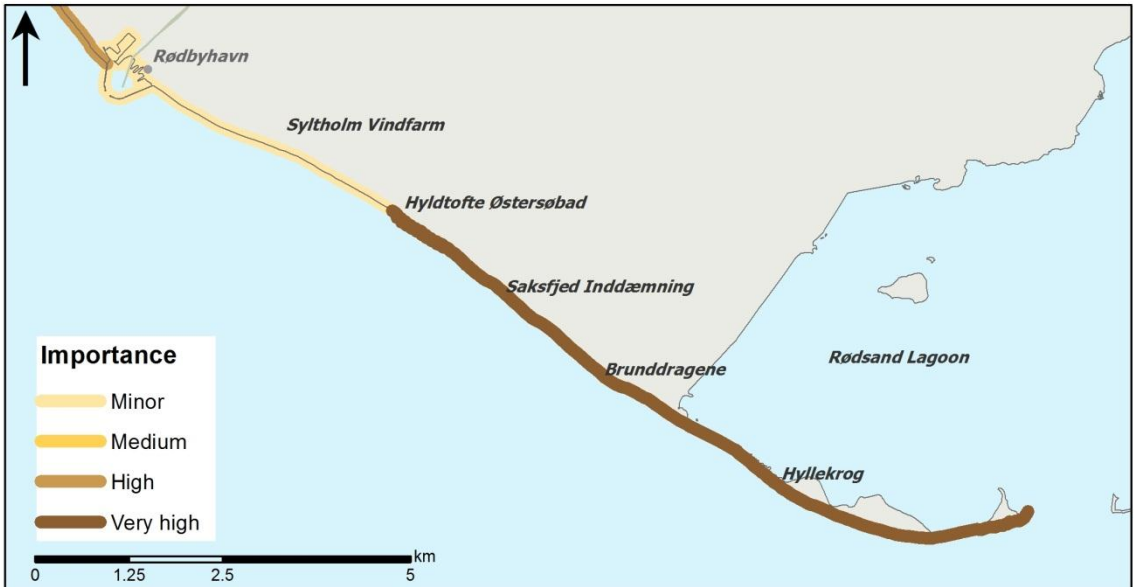 Rødbyhavn
Syltholm Vindfarm
Hyldtofte Østersøbad
Saksfjed Inddæmning
Brunddragene
Rødsand Lagoon
Hyllekrog
Importance
Minor
Medium
High
Very high
km
0 1.25 2.5 5